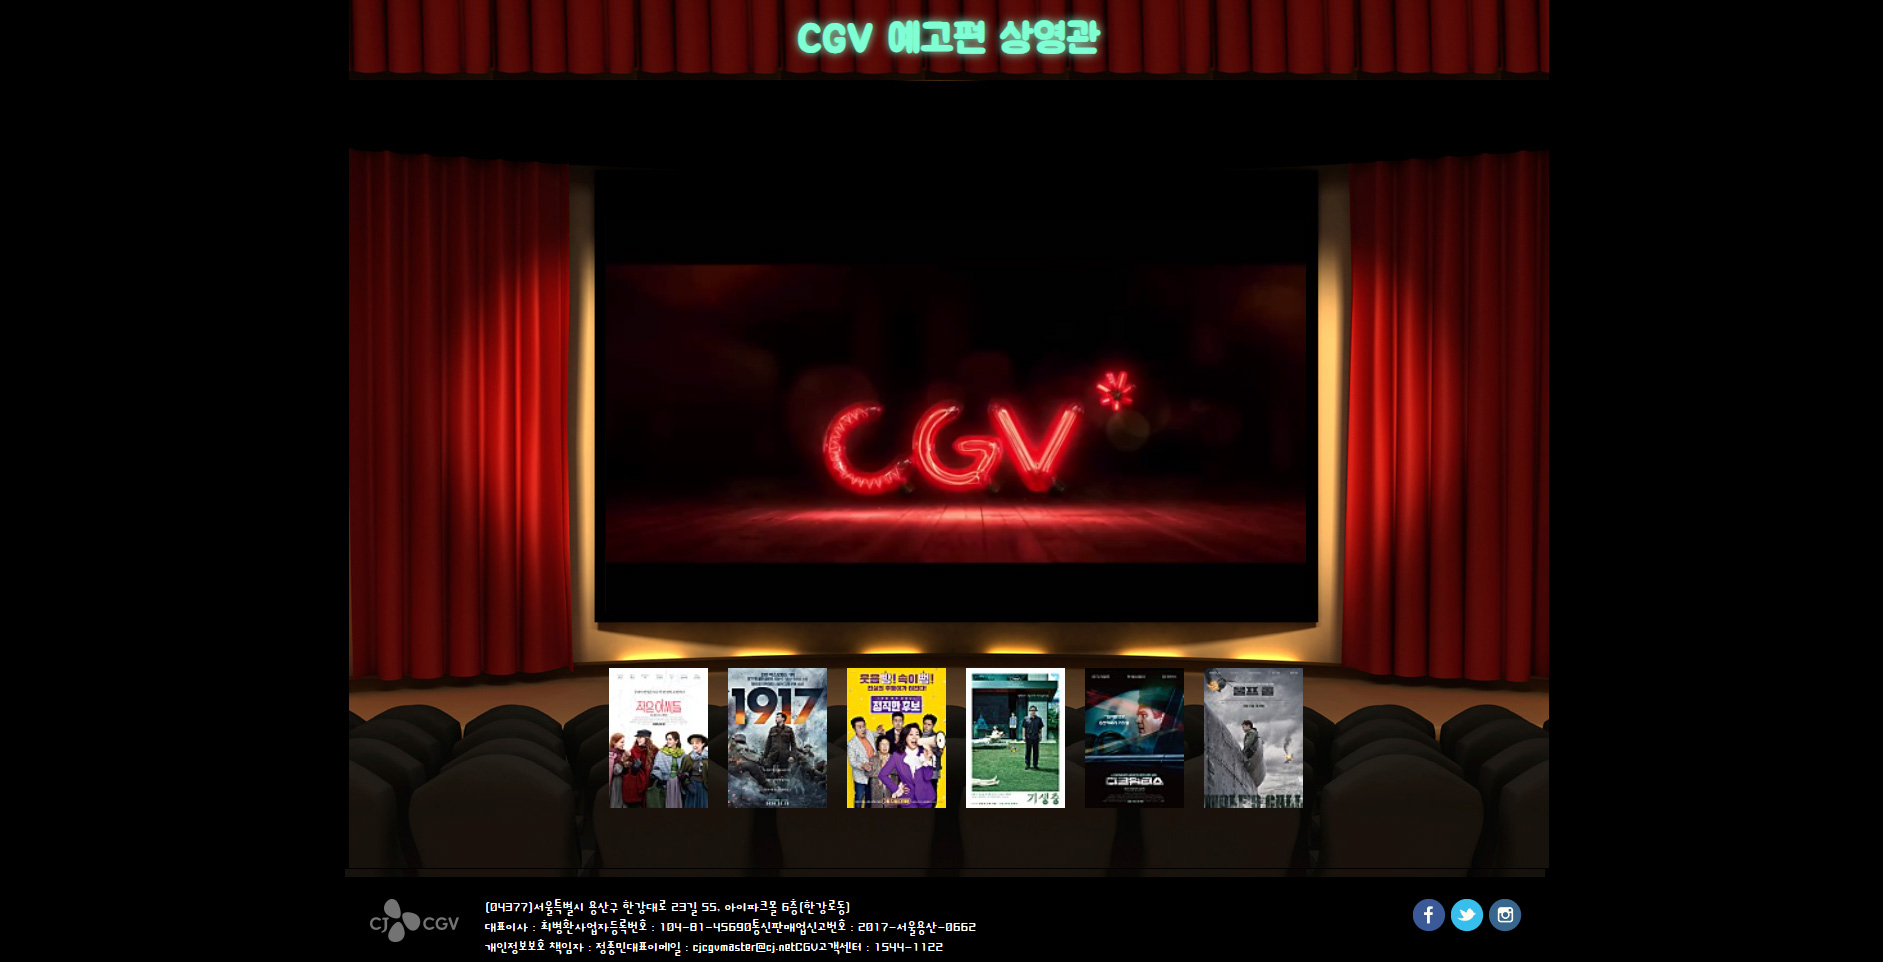 CGV 예고편 상영관
CGV
작은 아씨들
1917
웃음 빵! 속이 뻥!
정직한 후보
기생충
울프 콜
CJ CGV
(04377)서울특별시 용산구 한강대로 23길 55, 아이파크몰 6층(한강로동)
대표이사 : 최병환사업자등록번호 : 104-81-45690통신판매업신고번호 : 2017-서울용산-0662
개인정보보호 책임자 : 정종민대표이메일 : cjcgvmaster@cj.netCGV고객센터 : 1544-1122